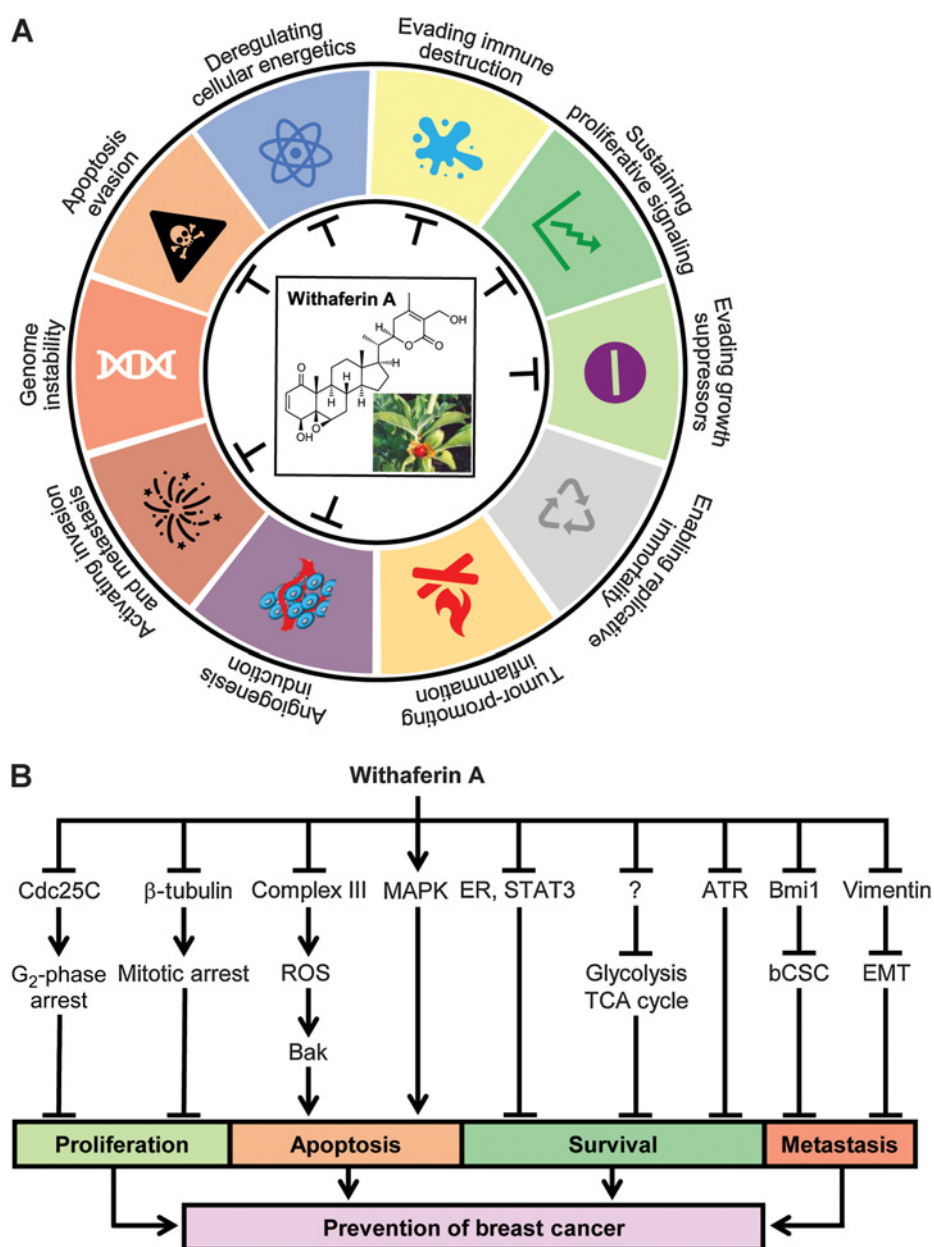 A
Deregulating
cellular energetics
Evading immune
destruction
Sustaining
proliferative signaling
Evading growth
suppressors
Enabling replicative
immortality
Tumor-promoting
inflammation
Angiogenesis
induction
Activating invasion
and metastasis
Genome
instability
Apoptosis
evasion
Withaferin A
O
OH
O
O
H
H
H
H
H
O
OH
B
Withaferin A
Cdc25C β-tubulin Complex III MAPK ER, STAT3 ? ATR Bmi1 Vimentin
G₂-phase
arrest
Mitotic arrest ROS Glycolysis
TCA cycle
bCSC EMT
Bak
Proliferation Apoptosis Survival Metastasis
Prevention of breast cancer